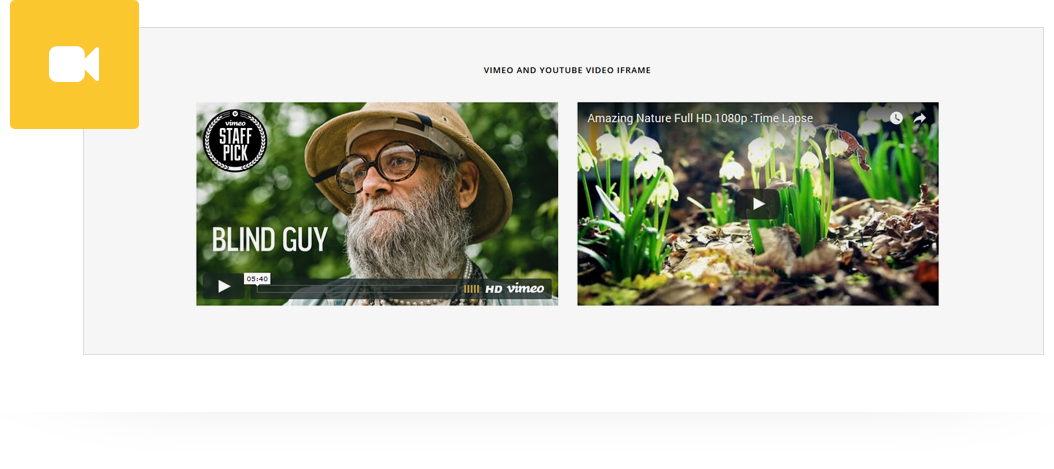 VIMEO AND YOUTUBE VIDEO IFRAME
vimeo
STAFF
PICK
BLIND GUY
05:40
HD vimeo
Amazing Nature Full HD 1080p :Time Lapse